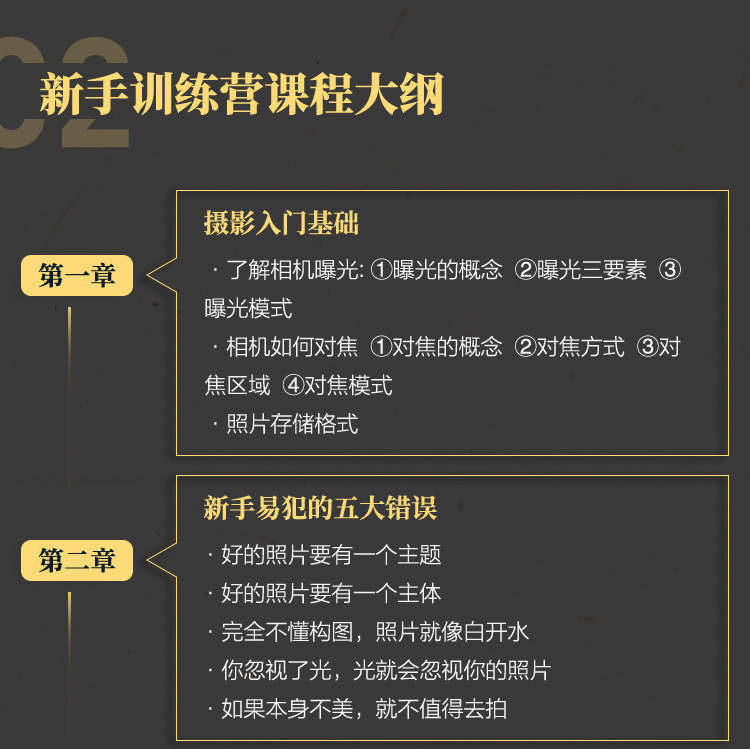 02
新手训练营课程大纲
第一章
摄影入门基础
· 了解相机曝光: ①曝光的概念 ②曝光三要素 ③
曝光模式
· 相机如何对焦 ①对焦的概念 ②对焦方式 ③对
焦区域 ④对焦模式
· 照片存储格式
第二章
新手易犯的五大错误
· 好的照片要有一个主题
· 好的照片要有一个主体
· 完全不懂构图，照片就像白开水
· 你忽视了光，光就会忽视你的照片
· 如果本身不美，就不值得去拍